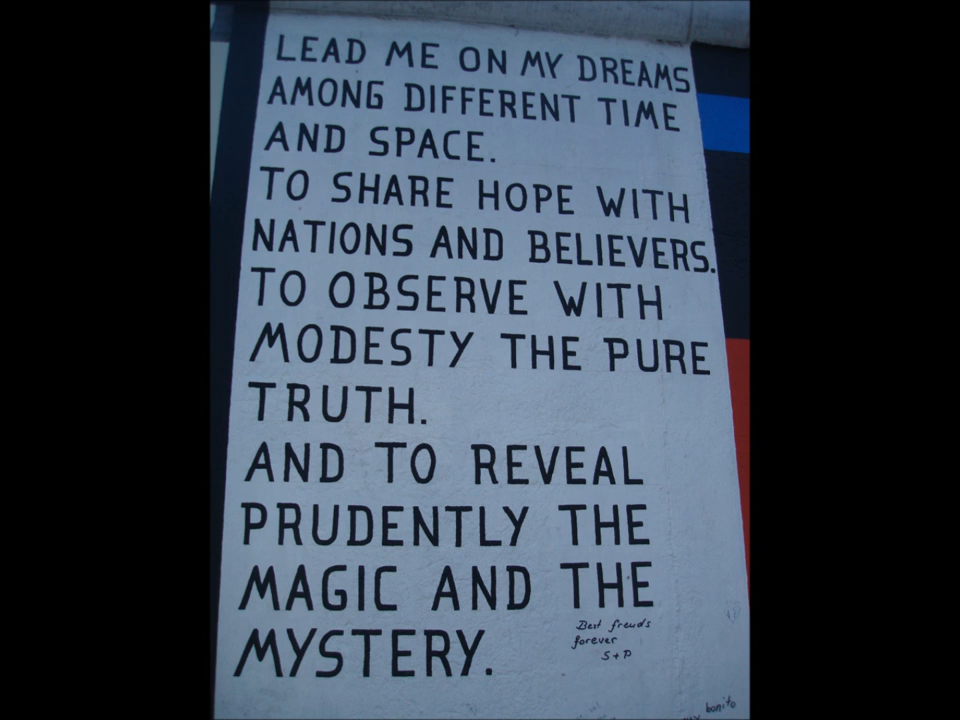 LEAD ME ON MY DREAMS
AMONG DIFFERENT TIME
AND SPACE.
TO SHARE HOPE WITH
NATIONS AND BELIEVERS.
TO OBSERVE WITH
MODESTY THE PURE
TRUTH.
AND TO REVEAL
PRUDENTLY THE
MAGIC AND THE
MYSTERY.
Best freuds
forever
S + P
bonito